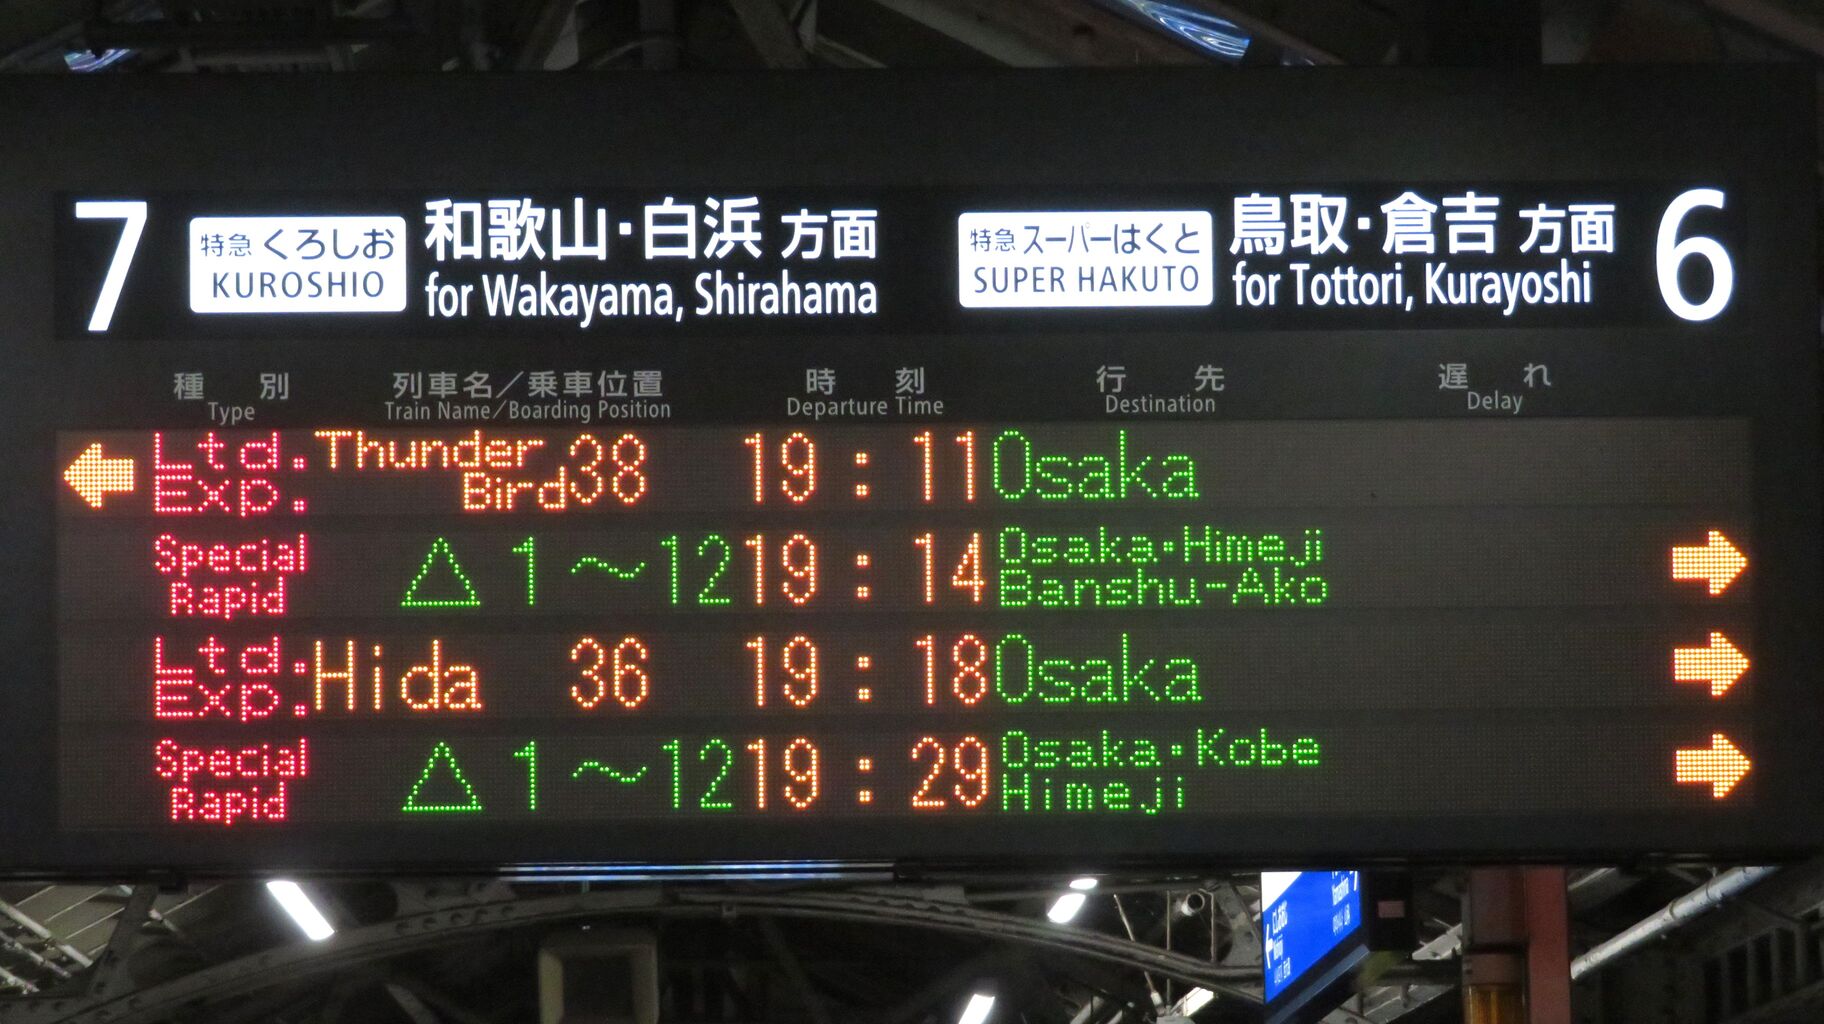 7 特急 くろしお 和歌山・白浜 方面 特急 スーパーはくと 鳥取・倉吉 方面 6
KUROSHIO for Wakayama, Shirahama SUPER HAKUTO for Tottori, Kurayoshi
種別 列車名／乗車位置 時刻 行先 遅れ
Type Train Name／Boarding Position Departure Time Destination Delay
← Ltd. Exp. Thunder Bird 38 19:11 Osaka
Special Rapid △ 1～12 19:14 Osaka・Himeji Banshu-Ako →
Ltd. Exp. Hida 36 19:18 Osaka →
Special Rapid △ 1～12 19:29 Osaka・Kobe Himeji →